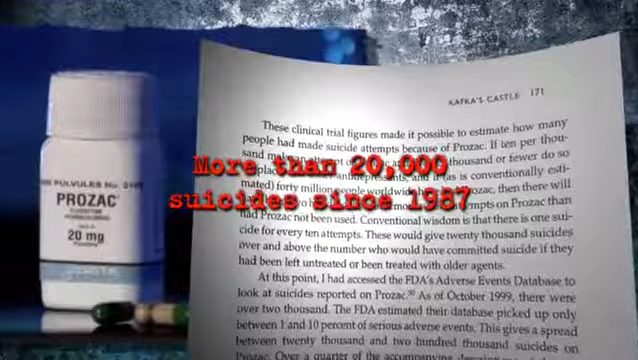 PROZAC
20 mg
KAFKA'S CASTLE 171
These clinical trial figures made it possible to estimate how many
people had made suicide attempts because of Prozac. If ten per thou-
thousand or fewer do so
is conventionally esti-
mated) forty million people worldwide
then there will
on Prozac than
had Prozac not been used. Conventional wisdom is that there is one sui-
cide for every ten attempts. These would give twenty thousand suicides
over and above the number who would have committed suicide if they
had been left untreated or been treated with older agents.
At this point, I had accessed the FDA's Adverse Events Database to
look at suicides reported on Prozac. As of October 1999, there were
over two thousand. The FDA estimated their database picked up only
between 1 and 10 percent of serious adverse events. This gives a spread
between twenty thousand and two hundred thousand suicides on
Prozac. Over a quarter of the accompanying
More than 20,000
suicides since 1987